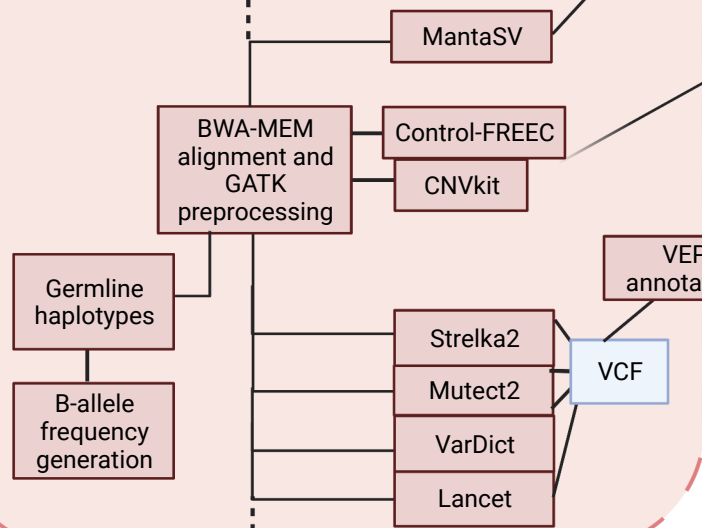 MantaSV
BWA-MEM
alignment and
GATK
preprocessing
Control-FREEC
CNVkit
Germline
haplotypes
B-allele
frequency
generation
Strelka2
Mutect2
VarDict
Lancet
VCF